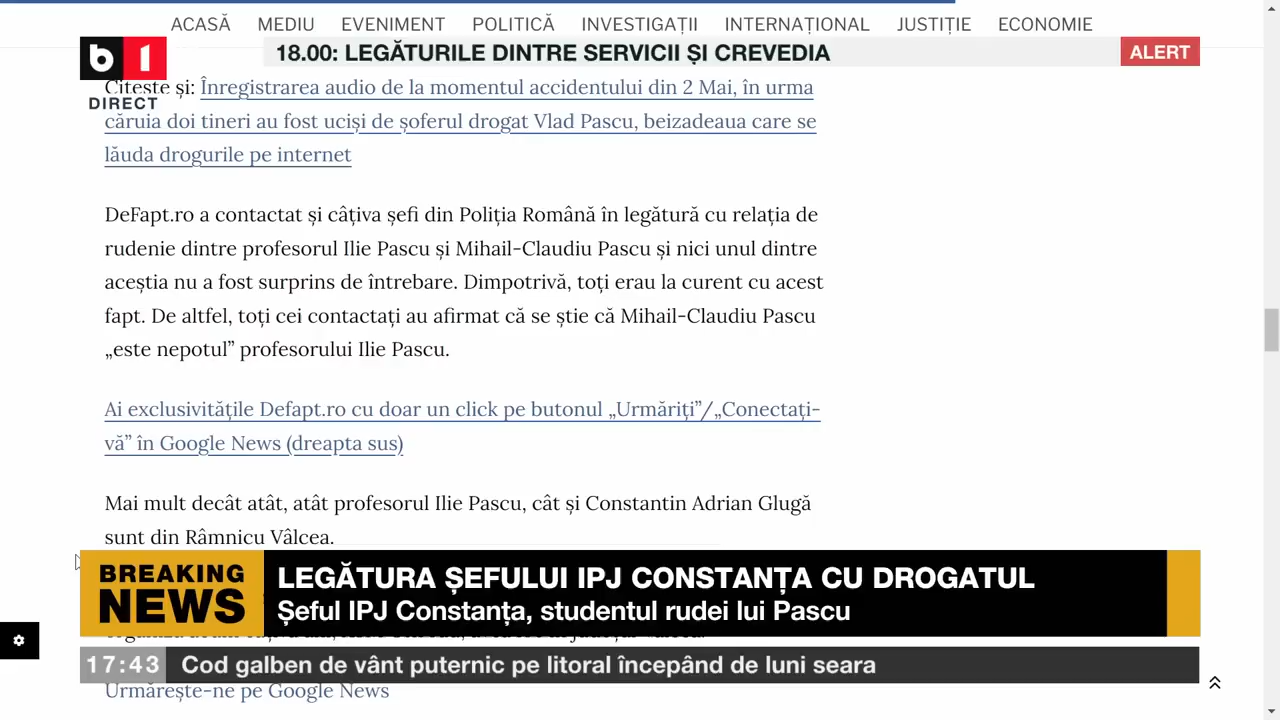 ACASĂ MEDIU EVENIMENT POLITICĂ INVESTIGAȚII INTERNAȚIONAL JUSTIȚIE ECONOMIE
b1
18.00: LEGĂTURILE DINTRE SERVICII ȘI CREVEDIA
ALERT
DIRECT
Citește și: Înregistrarea audio de la momentul accidentului din 2 Mai, în urma
căruia doi tineri au fost uciși de șoferul drogat Vlad Pascu, beizadeaua care se
lăuda drogurile pe internet
DeFapt.ro a contactat și câțiva șefi din Poliția Română în legătură cu relația de
rudenie dintre profesorul Ilie Pascu și Mihail-Claudiu Pascu și nici unul dintre
aceștia nu a fost surprins de întrebare. Dimpotrivă, toți erau la curent cu acest
fapt. De altfel, toți cei contactați au afirmat că se știe că Mihail-Claudiu Pascu
„este nepotul” profesorului Ilie Pascu.
Ai exclusivitățile Defapt.ro cu doar un click pe butonul „Urmăriți”/„Conectați-
vă” în Google News (dreapta sus)
Mai mult decât atât, atât profesorul Ilie Pascu, cât și Constantin Adrian Glugă
sunt din Râmnicu Vâlcea.
BREAKING
NEWS
LEGĂTURA ȘEFULUI IPJ CONSTANȚA CU DROGATUL
Șeful IPJ Constanța, studentul rudei lui Pascu
17:43 Cod galben de vânt puternic pe litoral începând de luni seara
Urmărește-ne pe Google News